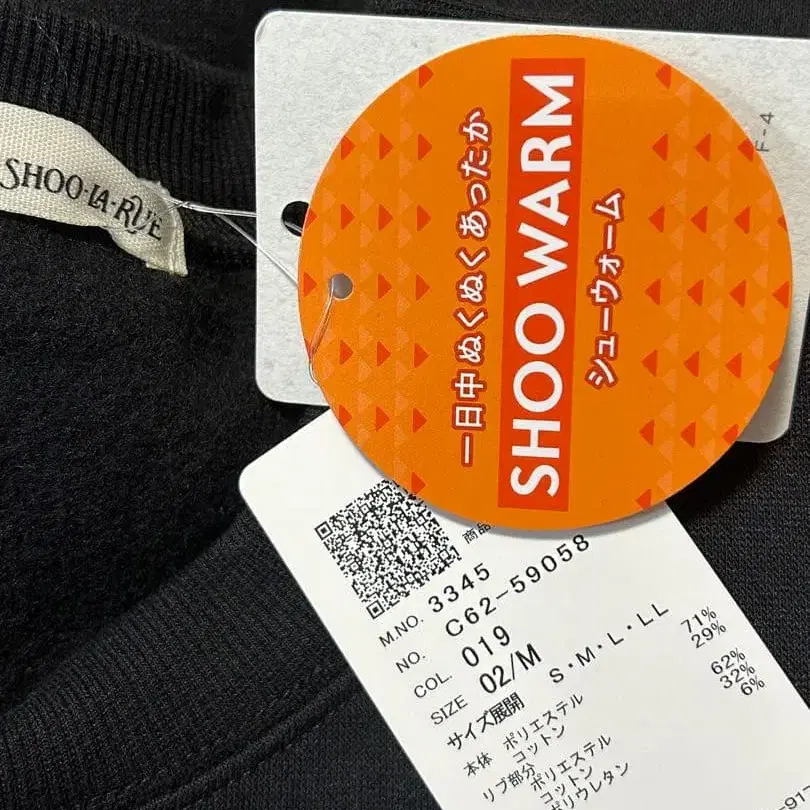 SHOO·LA·RUE
F-4
一日中ぬくぬくあったか
SHOO WARM
シューウォーム
商品
M.NO. 3345
NO. C62-59058
COL. 019
SIZE 02/M
サイズ展開 S・M・L・LL
本体 ポリエステル 71%
コットン 29%
リブ部分 ポリエステル 62%
コットン 32%
ポリウレタン 6%